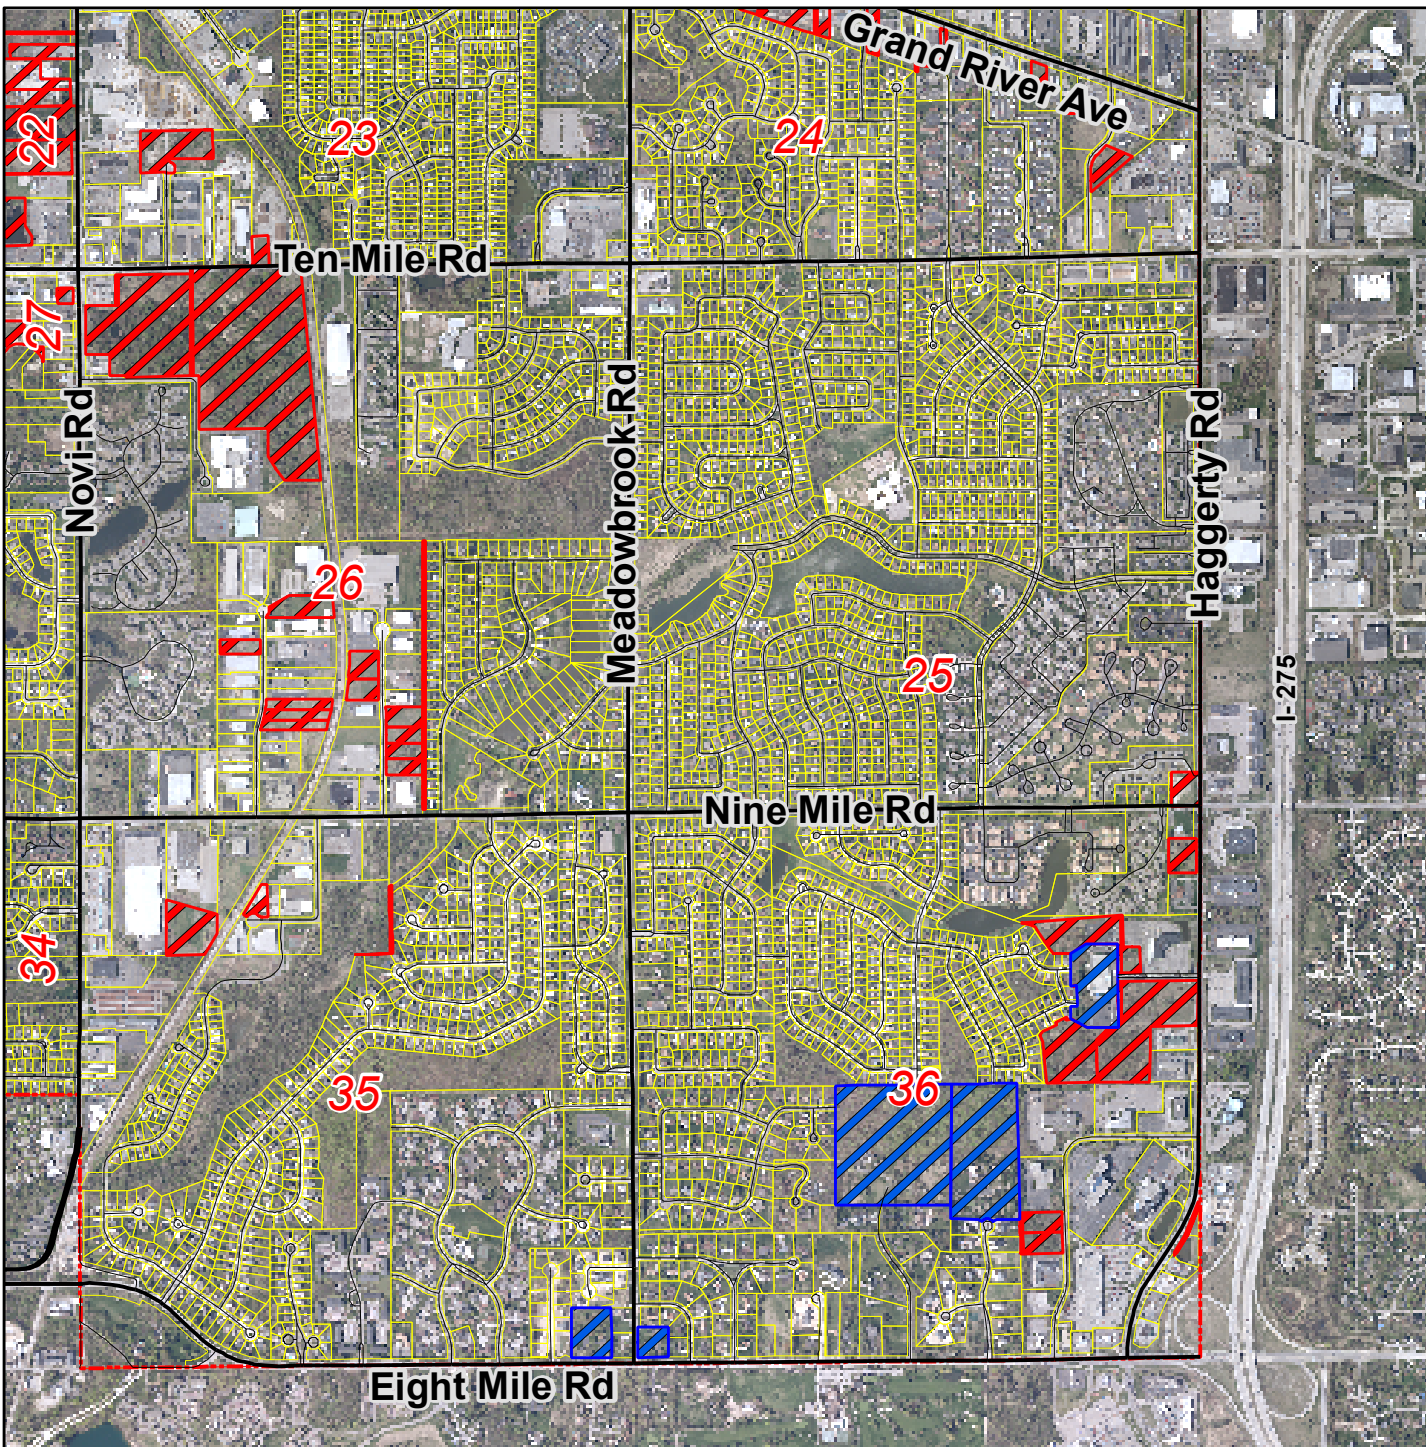 Grand River Ave
22
23
24
Ten Mile Rd
27
Novi Rd
Meadowbrook Rd
Haggerty Rd
26
25
I-275
Nine Mile Rd
34
35
36
Eight Mile Rd